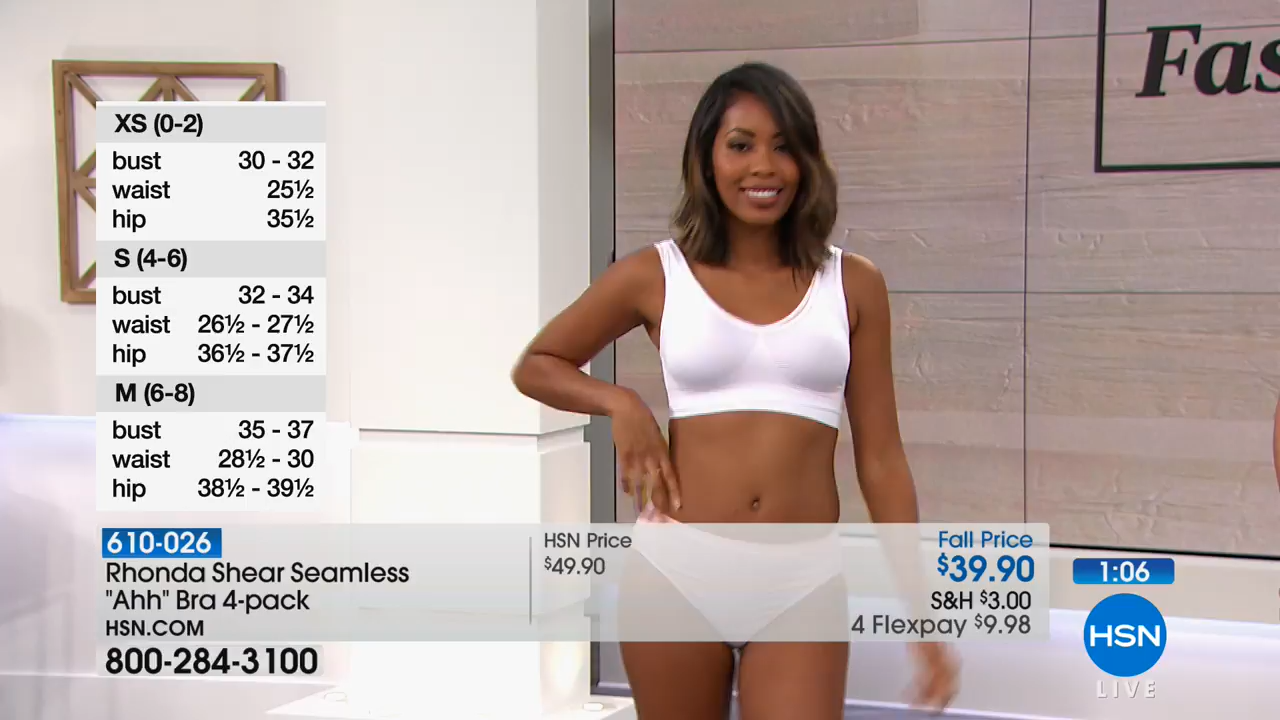 XS (0-2)
bust 30 - 32
waist 25½
hip 35½
S (4-6)
bust 32 - 34
waist 26½ - 27½
hip 36½ - 37½
M (6-8)
bust 35 - 37
waist 28½ - 30
hip 38½ - 39½
610-026
Rhonda Shear Seamless
"Ahh" Bra 4-pack
HSN.COM
800-284-3100
HSN Price
$49.90
Fall Price
$39.90
S&H $3.00
4 Flexpay $9.98
1:06
HSN
LIVE